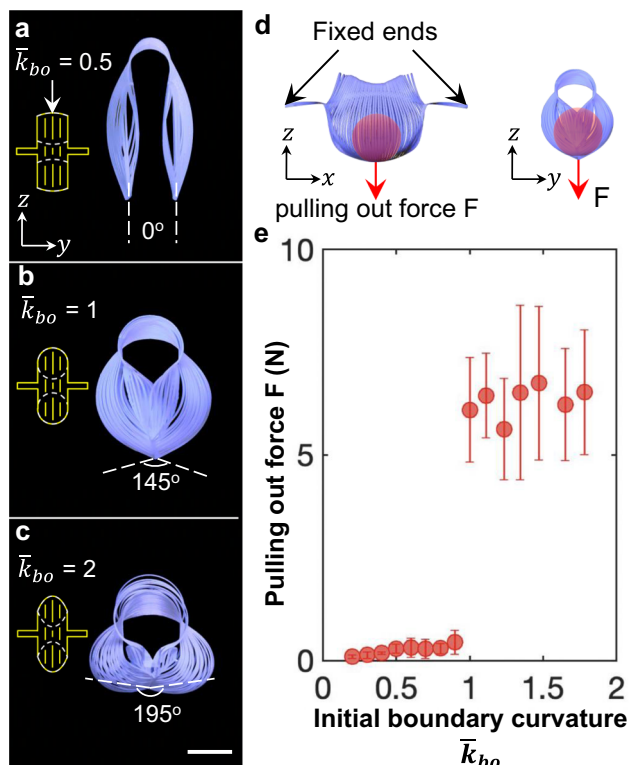 a
k̄bo = 0.5
z
y
0°
b
k̄bo = 1
145°
c
k̄bo = 2
195°
d
Fixed ends
z
x
pulling out force F
z
y
F
e
Pulling out force F (N)
10
5
0
0 0.5 1 1.5 2
Initial boundary curvature
k̄bo